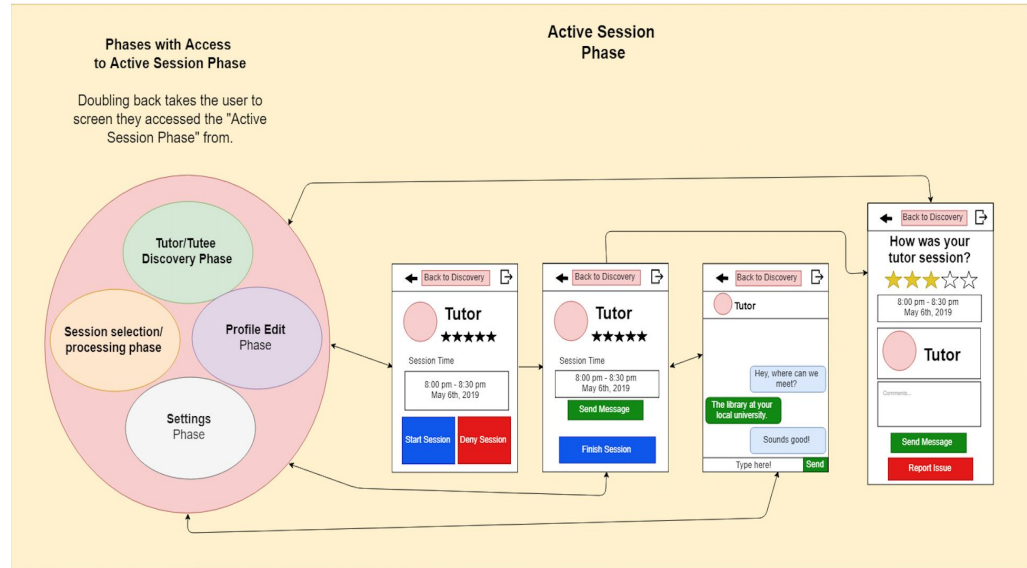 Phases with Access
to Active Session Phase
Doubling back takes the user to
screen they accessed the "Active
Session Phase" from.
Active Session
Phase
Tutor/Tutee
Discovery Phase
Session selection/
processing phase
Profile Edit
Phase
Settings
Phase
Back to Discovery
Tutor
Session Time
8:00 pm - 8:30 pm
May 6th, 2019
Start Session
Deny Session
Back to Discovery
Tutor
Session Time
8:00 pm - 8:30 pm
May 6th, 2019
Send Message
Finish Session
Back to Discovery
Tutor
Hey, where can we
meet?
The library at your
local university.
Sounds good!
Type here!
Send
Back to Discovery
How was your
tutor session?
8:00 pm - 8:30 pm
May 6th, 2019
Tutor
Comments...
Send Message
Report Issue